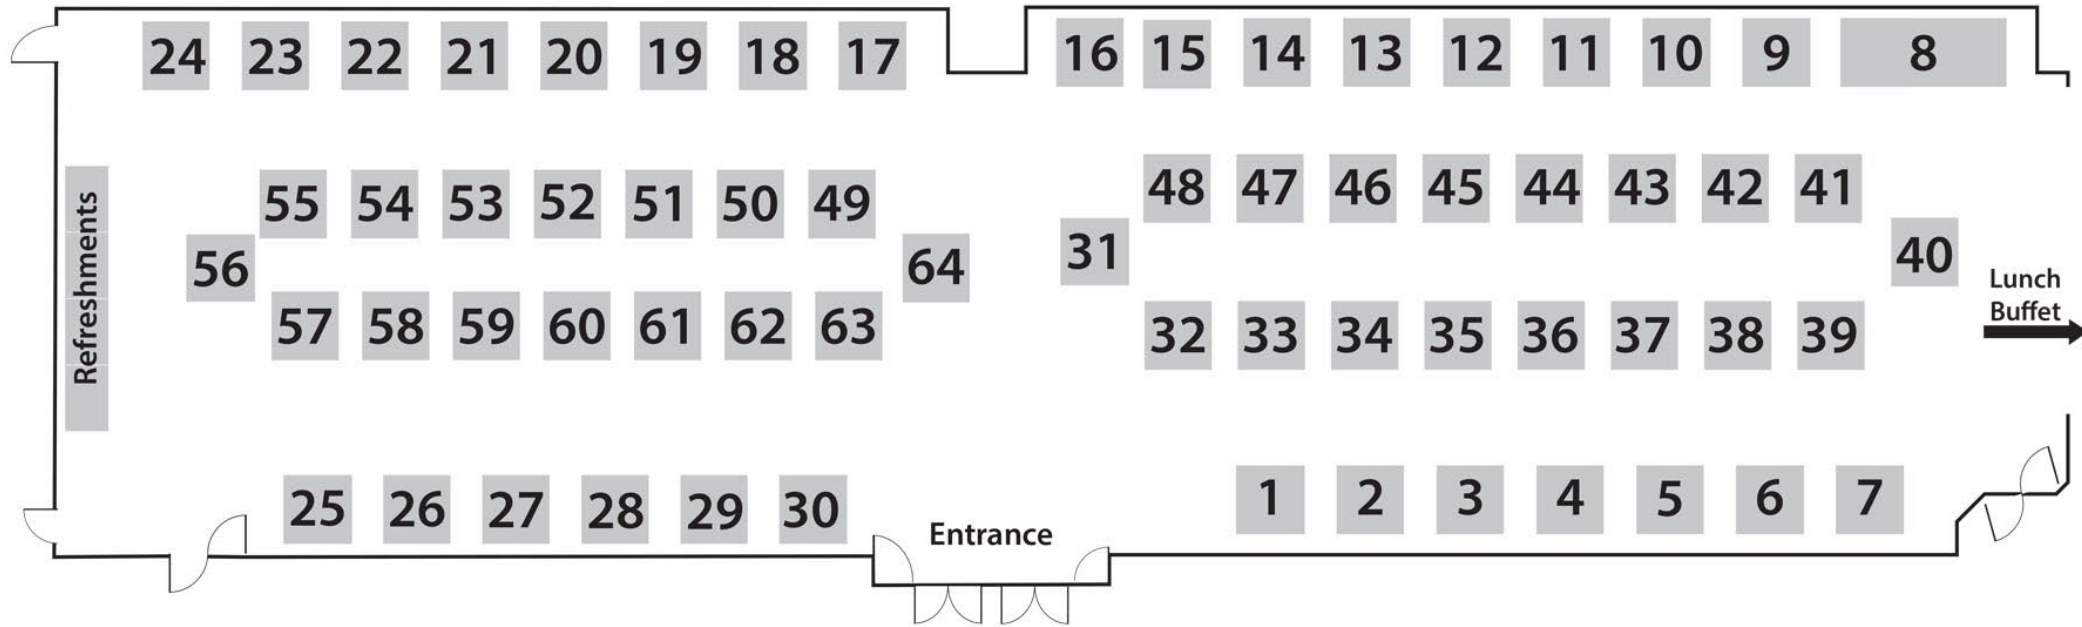 24 23 22 21 20 19 18 17 16 15 14 13 12 11 10 9 8
55 54 53 52 51 50 49 48 47 46 45 44 43 42 41
Refreshments
56 64 31 40
Lunch
Buffet
57 58 59 60 61 62 63 32 33 34 35 36 37 38 39
25 26 27 28 29 30 1 2 3 4 5 6 7
Entrance